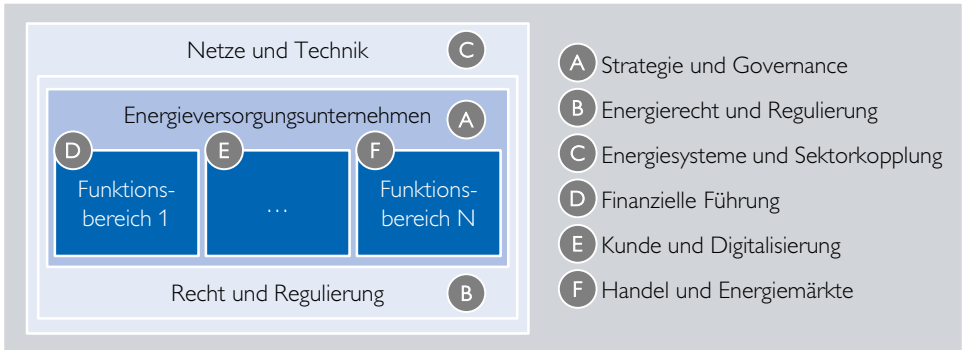 Netze und Technik C
Energieversorgungsunternehmen A
D E F
Funktions-
bereich 1
...
Funktions-
bereich N
Recht und Regulierung B
A Strategie und Governance
B Energierecht und Regulierung
C Energiesysteme und Sektorkopplung
D Finanzielle Führung
E Kunde und Digitalisierung
F Handel und Energiemärkte